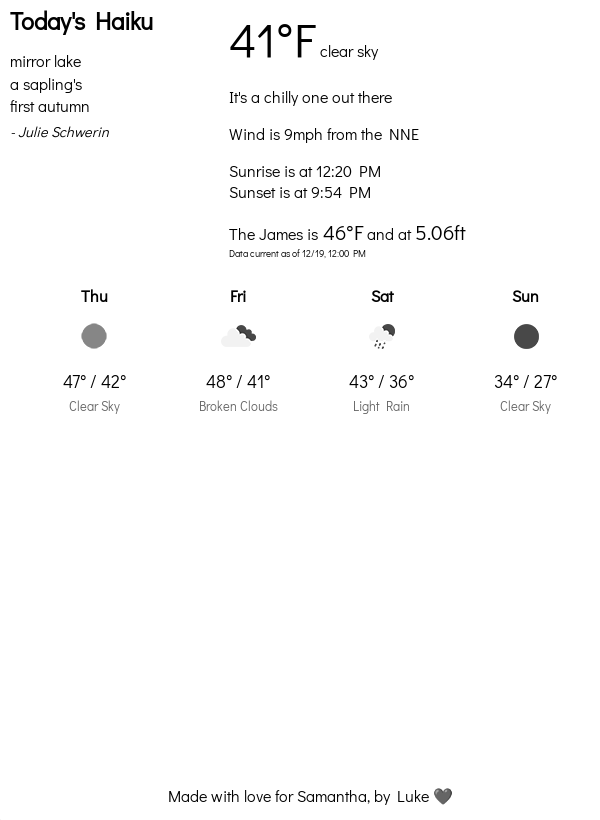 Today's Haiku
mirror lake
a sapling's
first autumn
- Julie Schwerin
41°F clear sky
It's a chilly one out there
Wind is 9mph from the NNE
Sunrise is at 12:20 PM
Sunset is at 9:54 PM
The James is 46°F and at 5.06ft
Data current as of 12/19, 12:00 PM
Thu Fri Sat Sun
47° / 42° 48° / 41° 43° / 36° 34° / 27°
Clear Sky Broken Clouds Light Rain Clear Sky
Made with love for Samantha, by Luke 🖤